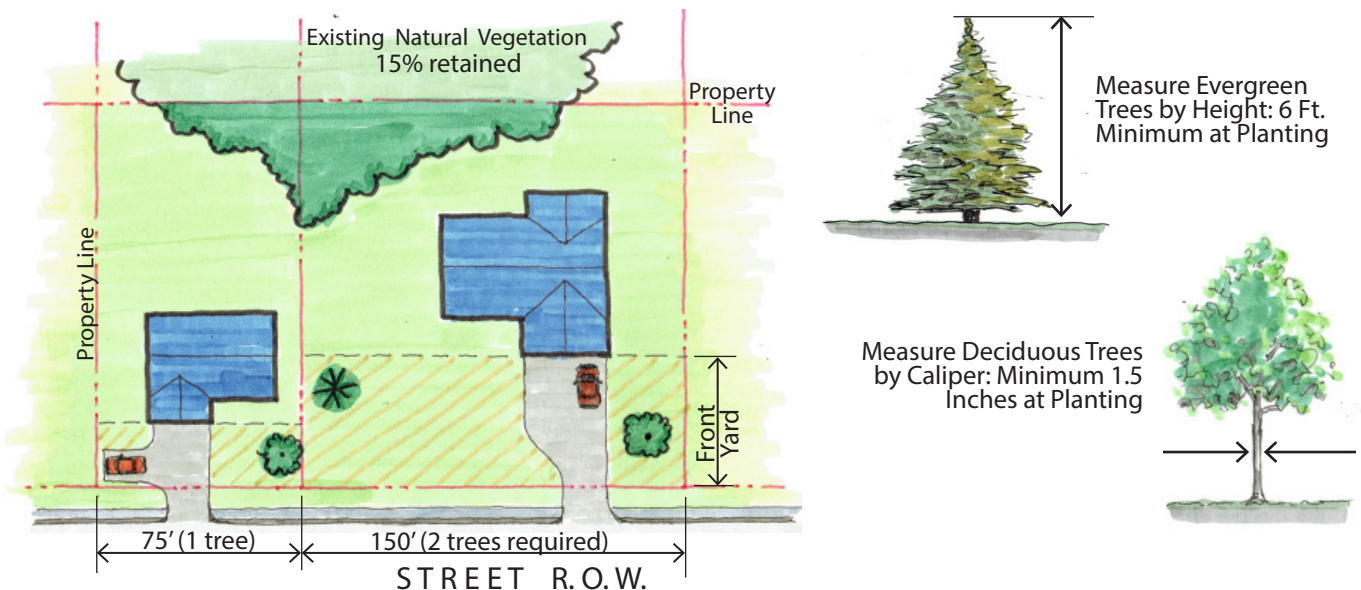 Existing Natural Vegetation
15% retained
Property
Line
Property Line
Front
Yard
75’ (1 tree)
150’ (2 trees required)
STREET R.O.W.
Measure Evergreen
Trees by Height: 6 Ft.
Minimum at Planting
Measure Deciduous Trees
by Caliper: Minimum 1.5
Inches at Planting